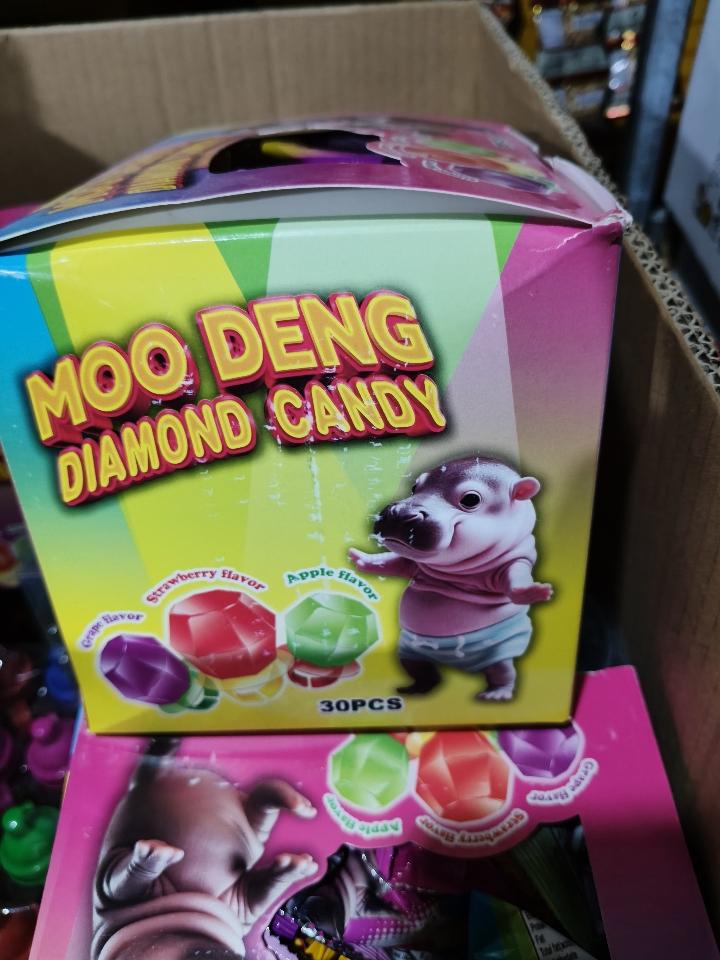 MOO DENG
DIAMOND CANDY
Grape flavor
Strawberry flavor
Apple flavor
30PCS
Apple flavor
Strawberry flavor
Grape flavor